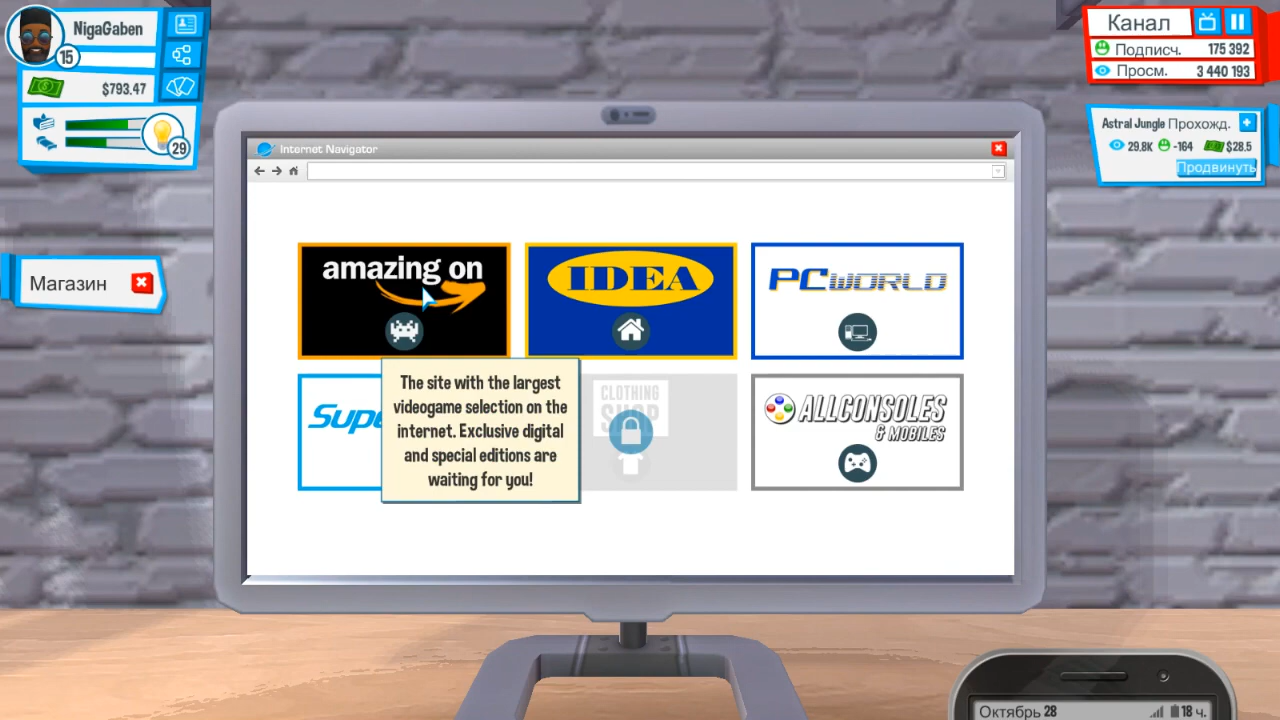 NigaGaben
15
$793.47
29
Магазин
Канал
Подписч. 175 392
Просм. 3 440 193
Astral Jungle Прохожд.
29.8K -164 $28.5
Продвинуть
Internet Navigator
amazing on
IDEA
PC WORLD
The site with the largest
videogame selection on the
internet. Exclusive digital
and special editions are
waiting for you!
CLOTHING
SHOP
ALLCONSOLES
& MOBILES
Октябрь 28
18 ч.